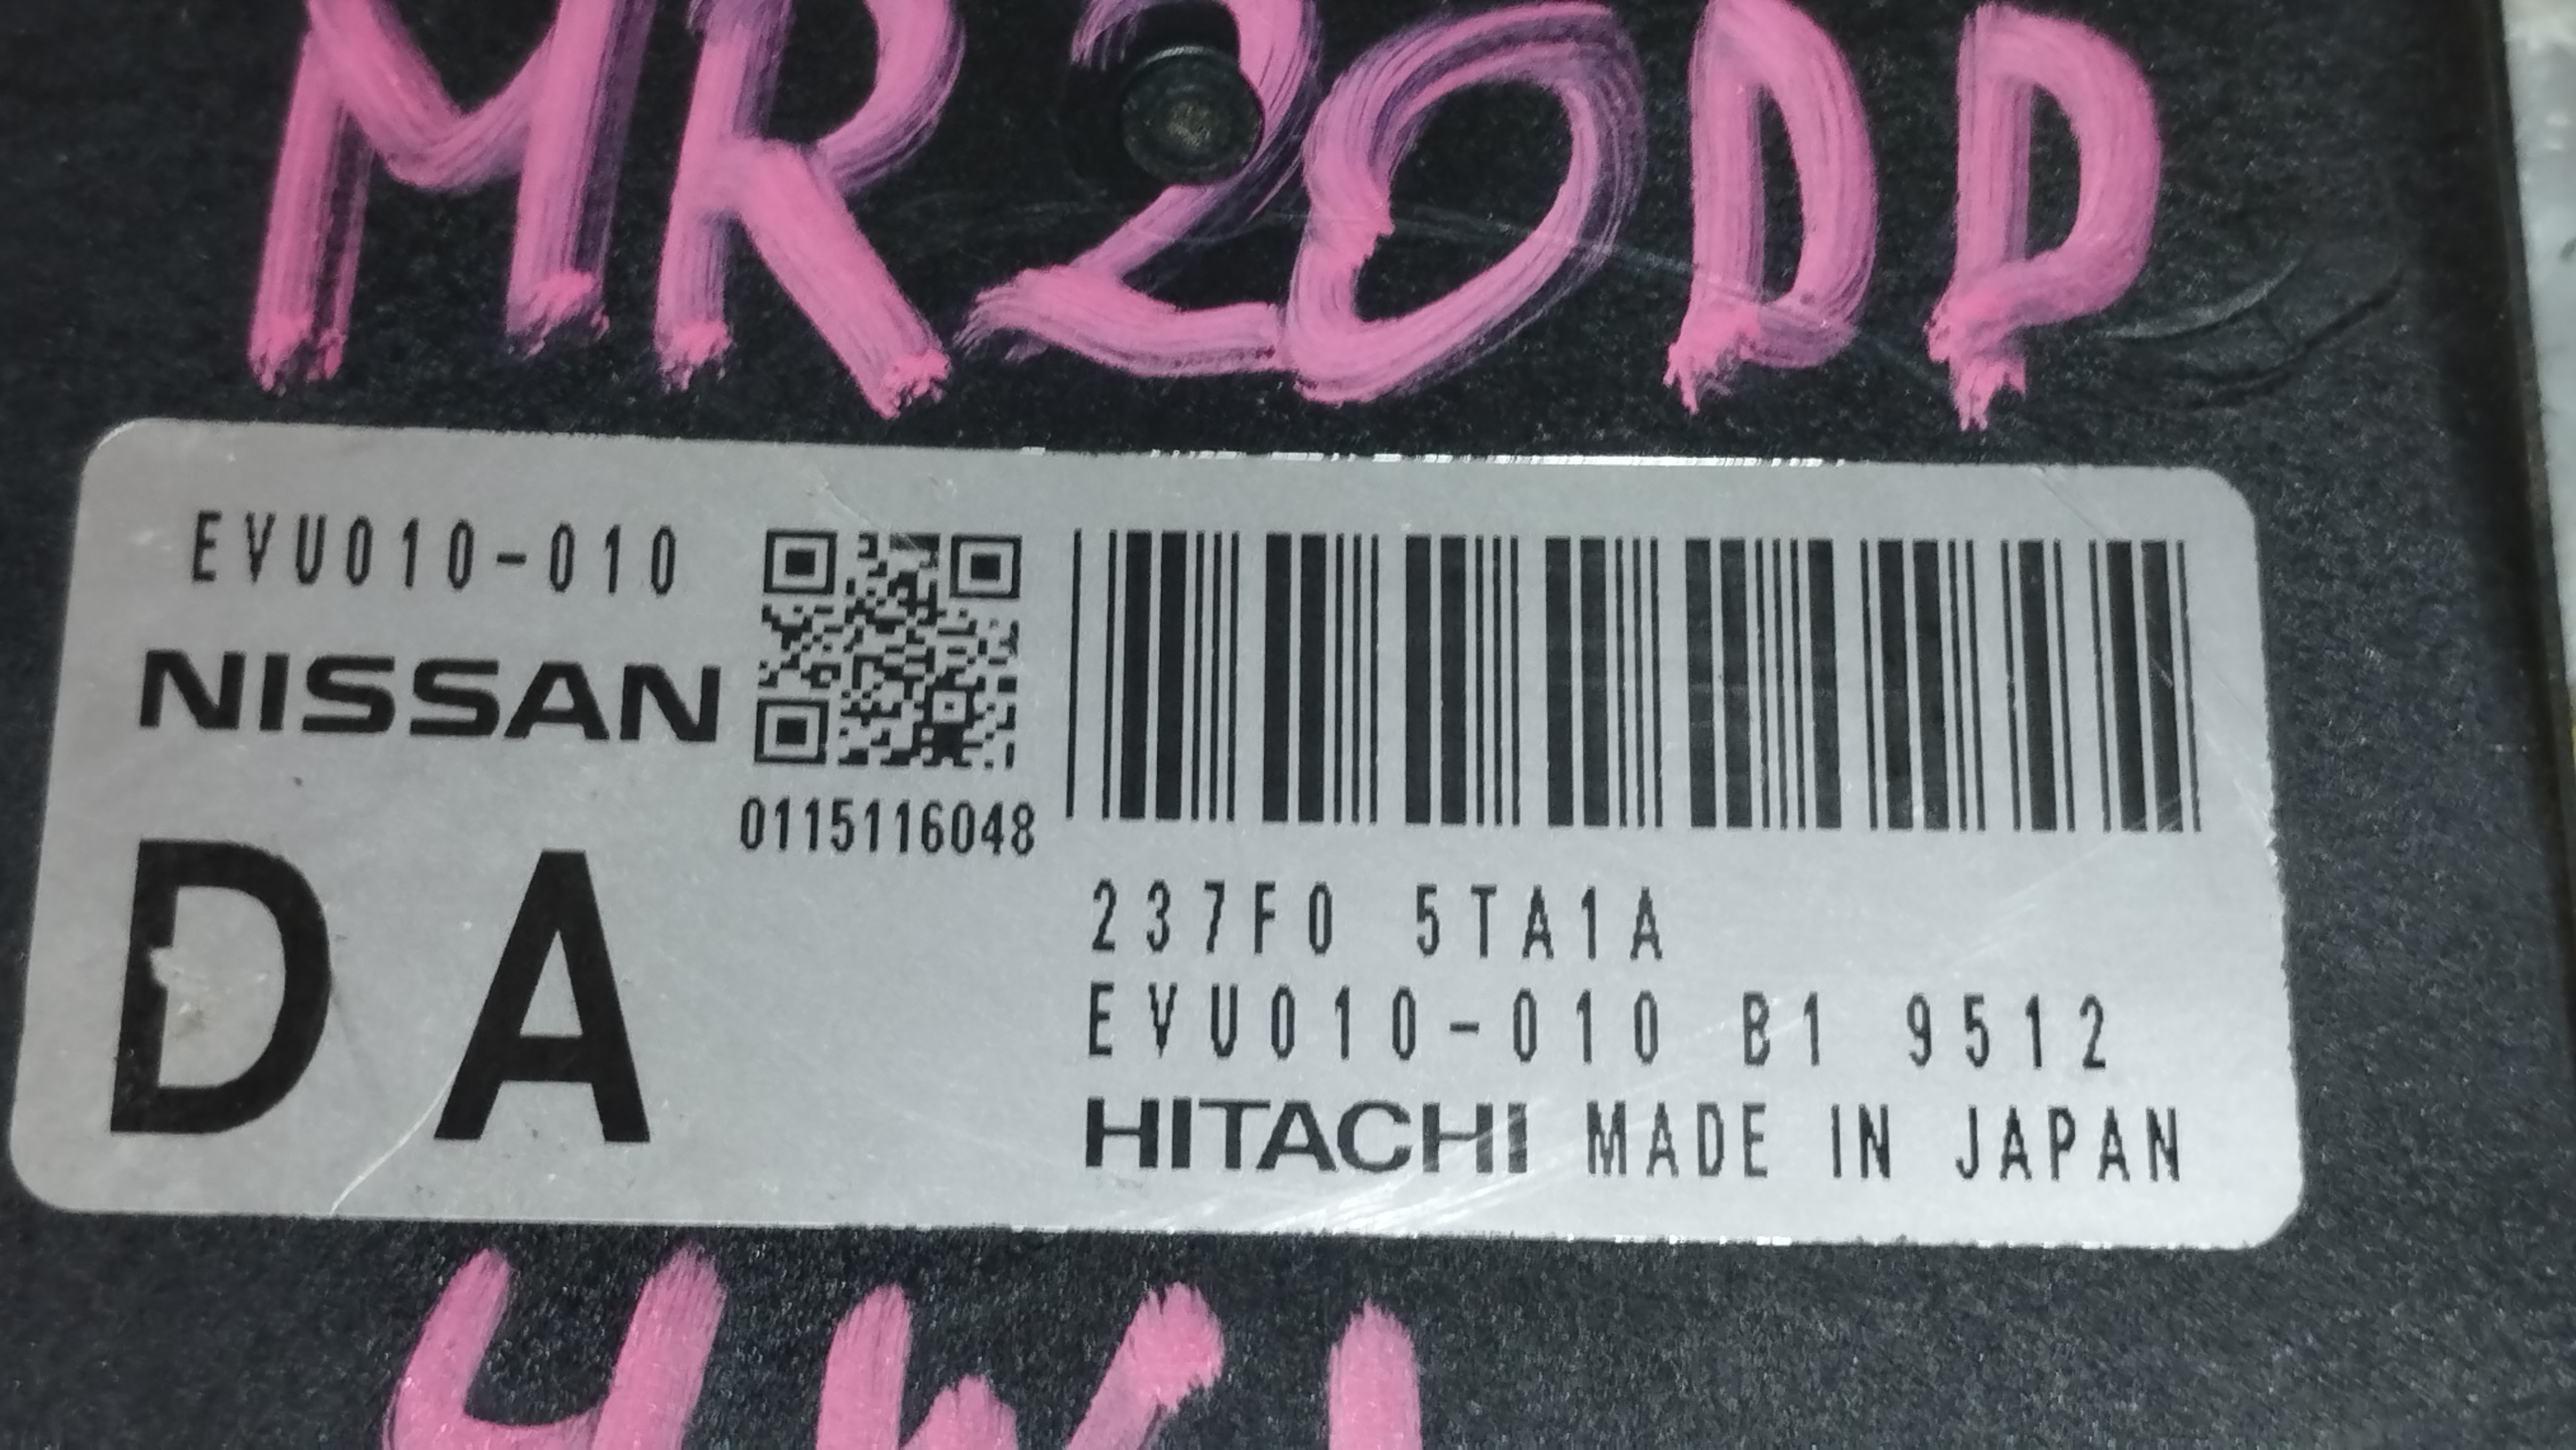 MR20DD
EVU010-010
NISSAN
0115116048
DA
237F0 5TA1A
EVU010-010 B1 9512
HITACHI MADE IN JAPAN